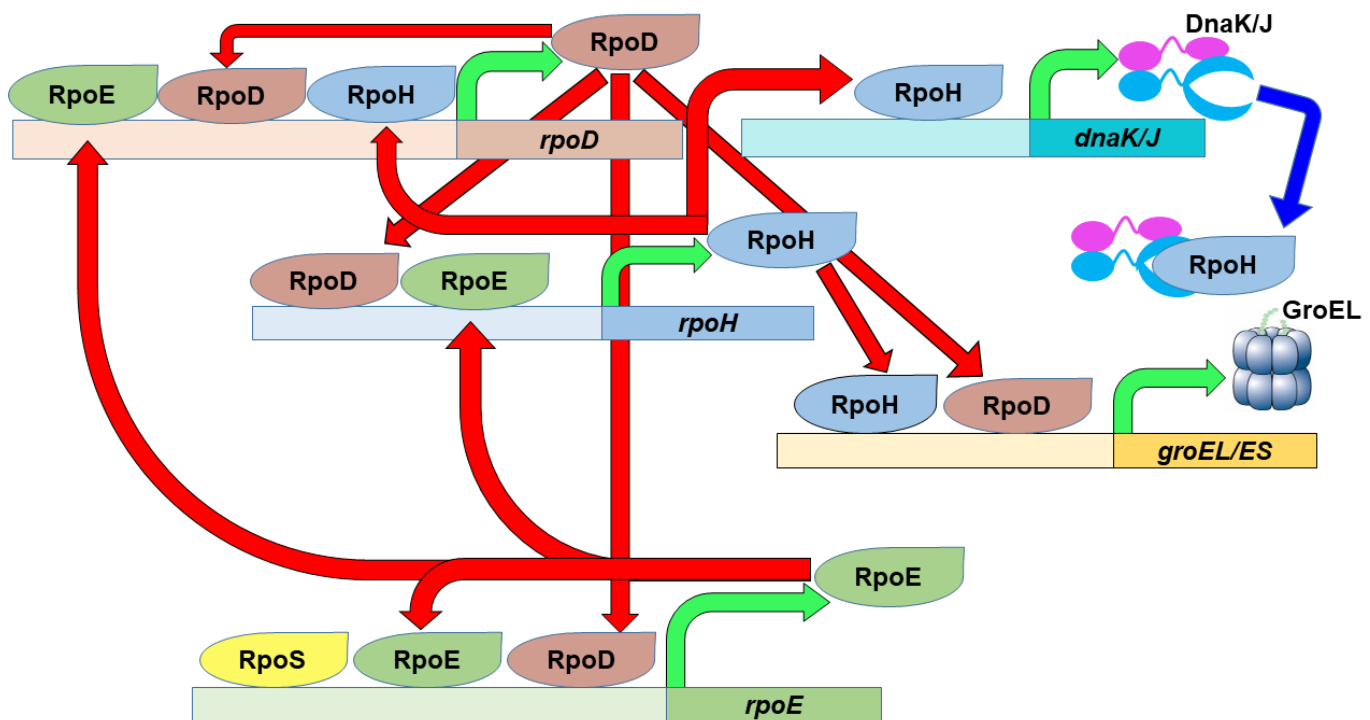 RpoD
DnaK/J
RpoE
RpoD
RpoH
RpoH
rpoD
dnaK/J
RpoH
RpoH
RpoD
RpoE
rpoH
GroEL
RpoH
RpoD
groEL/ES
RpoE
RpoS
RpoE
RpoD
rpoE